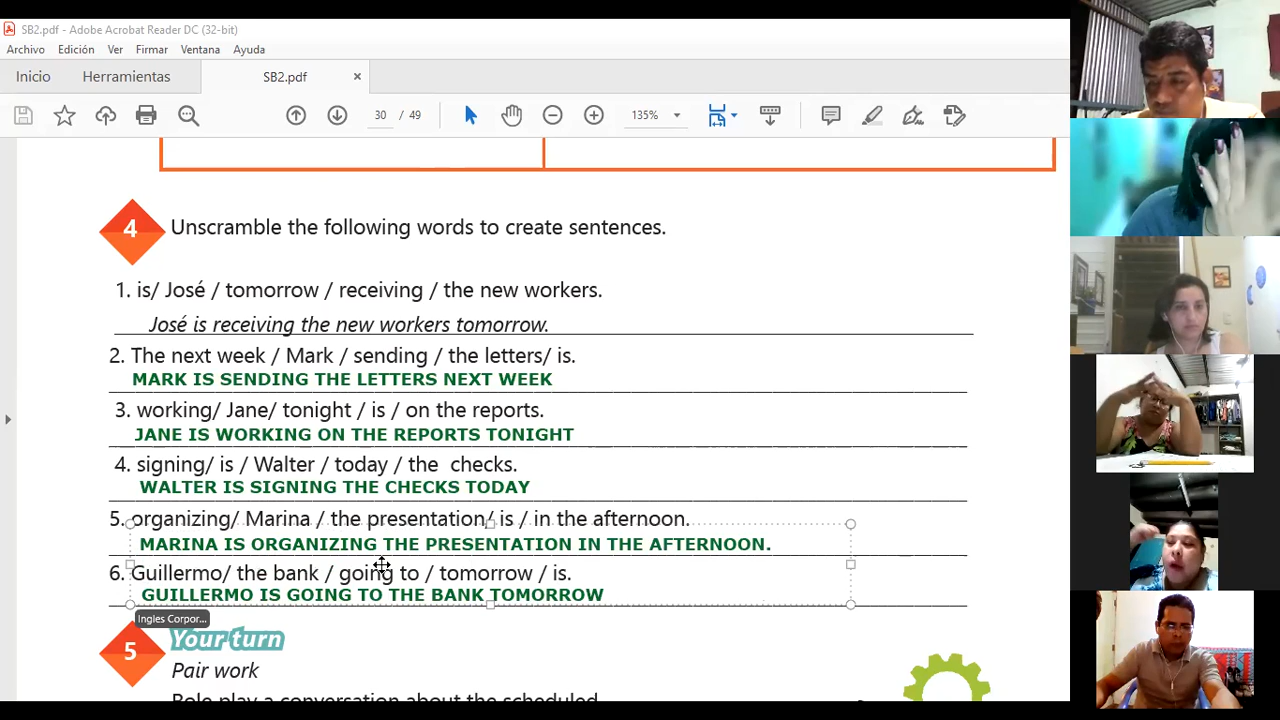 SB2.pdf - Adobe Acrobat Reader DC (32-bit)
Archivo Edición Ver Firmar Ventana Ayuda
Inicio Herramientas SB2.pdf ×
30 / 49 135%
4 Unscramble the following words to create sentences.
1. is/ José / tomorrow / receiving / the new workers.
José is receiving the new workers tomorrow.
2. The next week / Mark / sending / the letters/ is.
MARK IS SENDING THE LETTERS NEXT WEEK
3. working/ Jane/ tonight / is / on the reports.
JANE IS WORKING ON THE REPORTS TONIGHT
4. signing/ is / Walter / today / the checks.
WALTER IS SIGNING THE CHECKS TODAY
5. organizing/ Marina / the presentation/ is / in the afternoon.
MARINA IS ORGANIZING THE PRESENTATION IN THE AFTERNOON.
6. Guillermo/ the bank / going to / tomorrow / is.
GUILLERMO IS GOING TO THE BANK TOMORROW
Ingles Corpor...
5 Your turn
Pair work
Role play a conversation about the scheduled